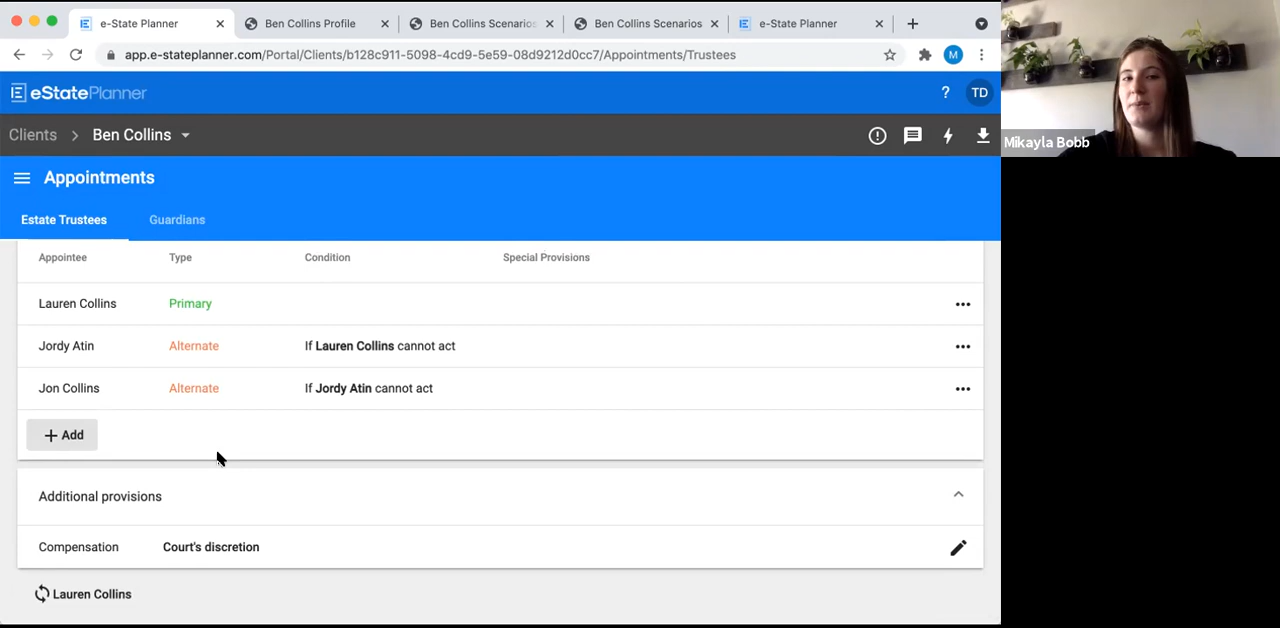 e-State Planner
Ben Collins Profile
Ben Collins Scenarios
Ben Collins Scenarios
e-State Planner
app.e-stateplanner.com/Portal/Clients/b128c911-5098-4cd9-5e59-08d9212d0cc7/Appointments/Trustees
M
eStatePlanner
?
TD
Clients > Ben Collins
Mikayla Bobb
Appointments
Estate Trustees
Guardians
Appointee Type Condition Special Provisions
Lauren Collins Primary
Jordy Atin Alternate If Lauren Collins cannot act
Jon Collins Alternate If Jordy Atin cannot act
+ Add
Additional provisions
Compensation Court's discretion
Lauren Collins